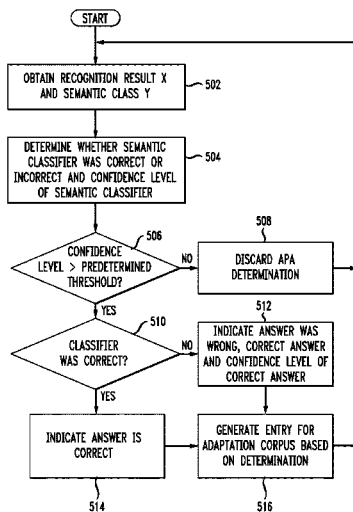 START
OBTAIN RECOGNITION RESULT X
AND SEMANTIC CLASS Y
502
DETERMINE WHETHER SEMANTIC
CLASSIFIER WAS CORRECT OR
INCORRECT AND CONFIDENCE LEVEL
OF SEMANTIC CLASSIFIER
504
506
CONFIDENCE
LEVEL > PREDETERMINED
THRESHOLD?
NO
508
DISCARD APA
DETERMINATION
YES
510
CLASSIFIER
WAS CORRECT?
NO
512
INDICATE ANSWER WAS
WRONG, CORRECT ANSWER
AND CONFIDENCE LEVEL OF
CORRECT ANSWER
YES
INDICATE ANSWER IS
CORRECT
514
GENERATE ENTRY FOR
ADAPTATION CORPUS BASED
ON DETERMINATION
516